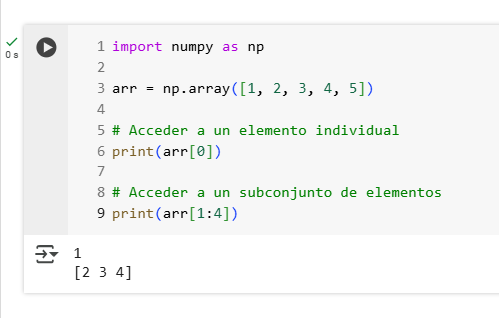 0 s
1 import numpy as np
2
3 arr = np.array([1, 2, 3, 4, 5])
4
5 # Acceder a un elemento individual
6 print(arr[0])
7
8 # Acceder a un subconjunto de elementos
9 print(arr[1:4])
1
[2 3 4]